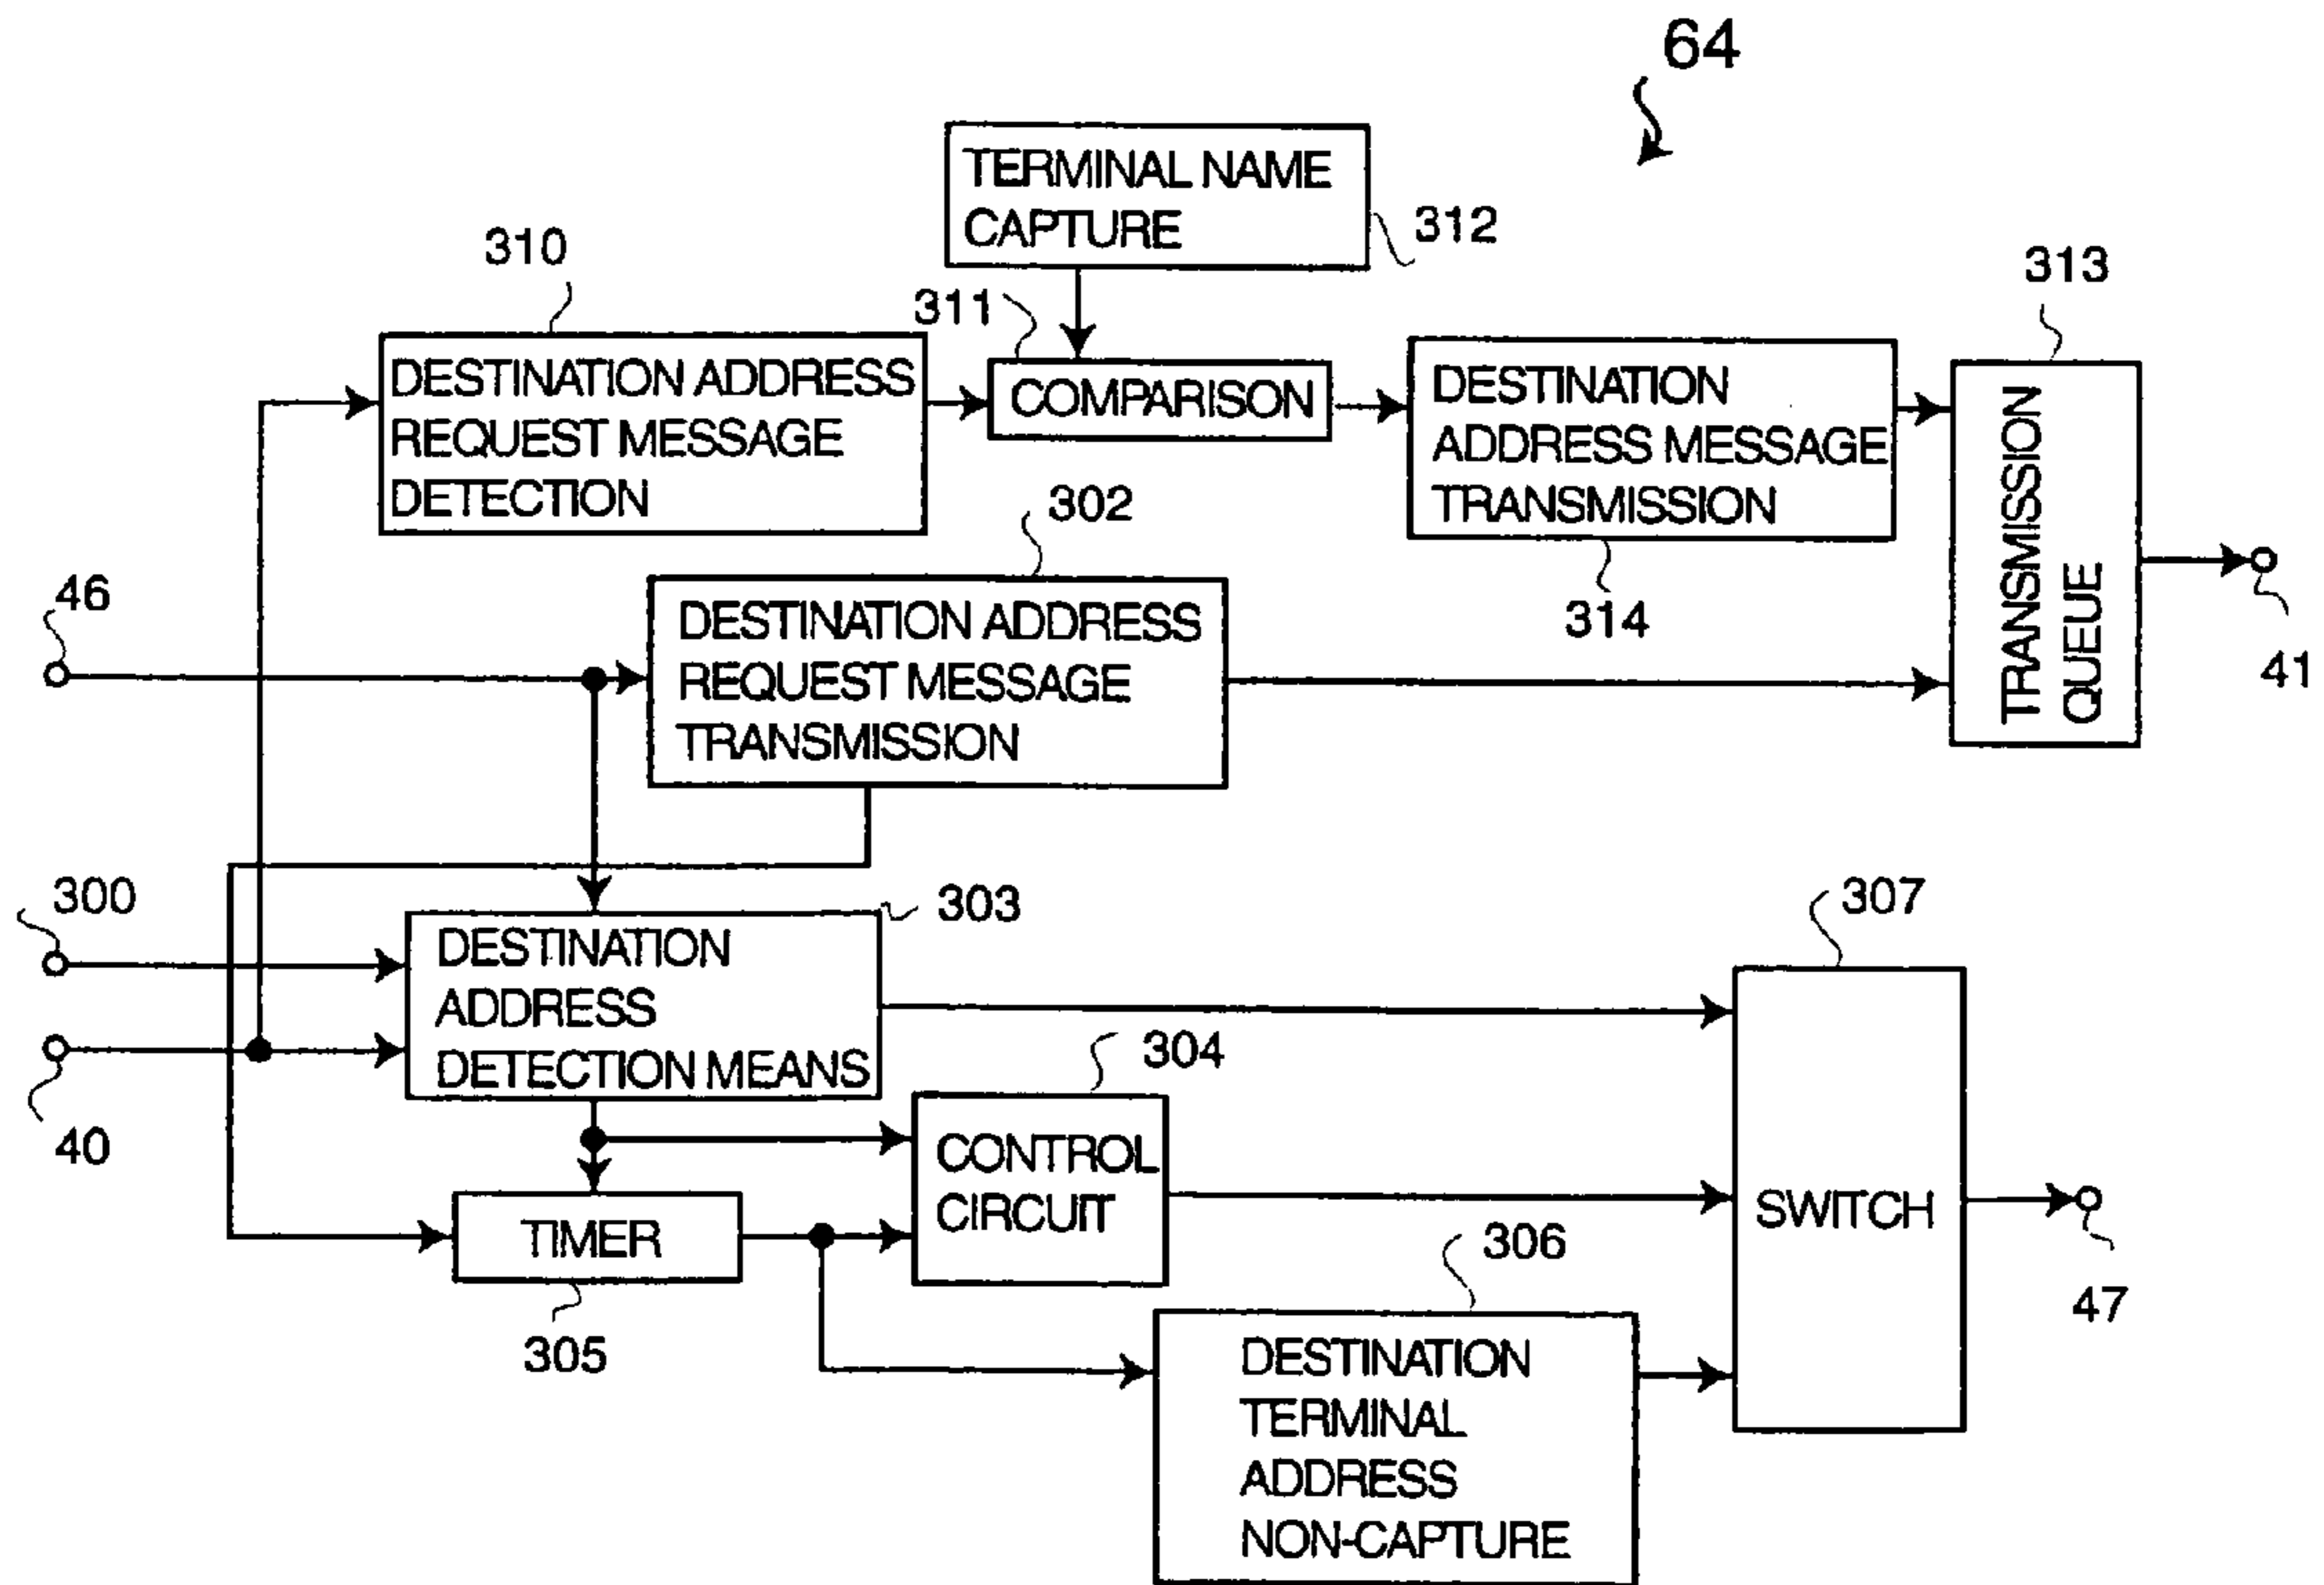 64
TERMINAL NAME
CAPTURE
312
310
311
313
DESTINATION ADDRESS
REQUEST MESSAGE
DETECTION
COMPARISON
DESTINATION
ADDRESS MESSAGE
TRANSMISSION
TRANSMISSION
QUEUE
302
314
46
41
DESTINATION ADDRESS
REQUEST MESSAGE
TRANSMISSION
300
303
307
DESTINATION
ADDRESS
DETECTION MEANS
40
304
CONTROL
CIRCUIT
SWITCH
TIMER
305
306
47
DESTINATION
TERMINAL
ADDRESS
NON-CAPTURE